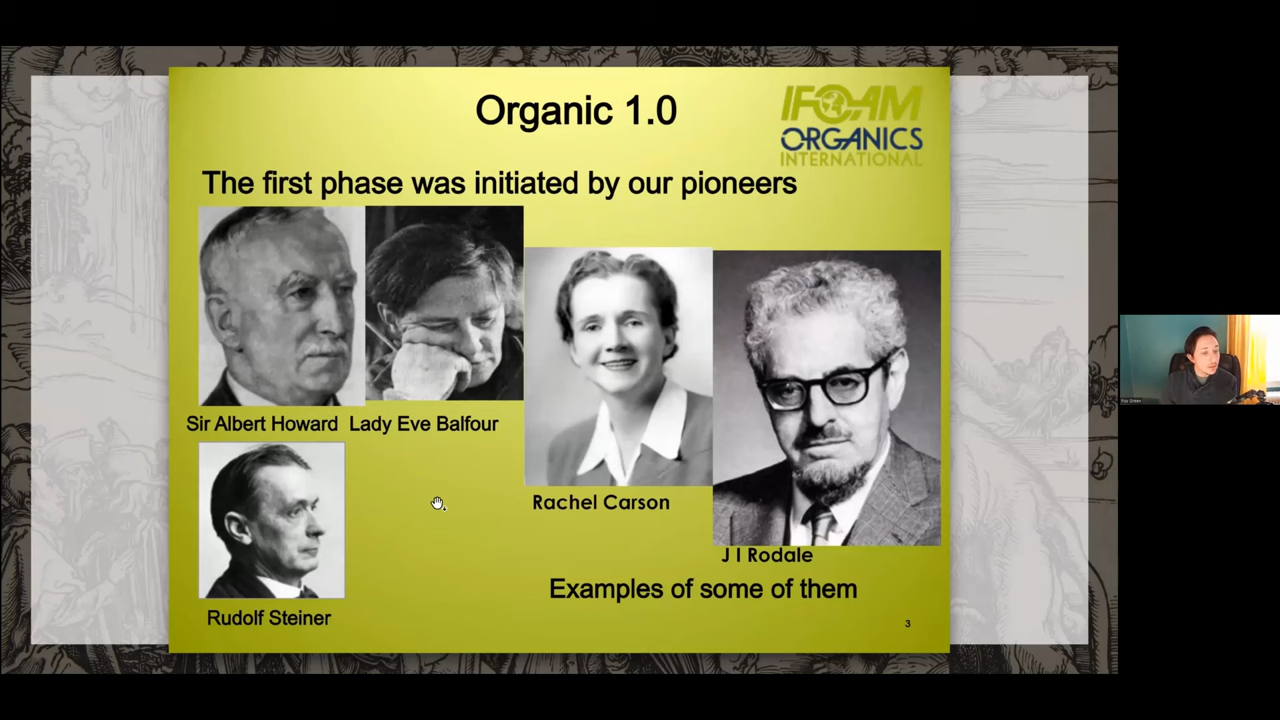 Organic 1.0
IFOAM
ORGANICS
INTERNATIONAL
The first phase was initiated by our pioneers
Sir Albert Howard
Lady Eve Balfour
Rachel Carson
J I Rodale
Rudolf Steiner
Examples of some of them
3